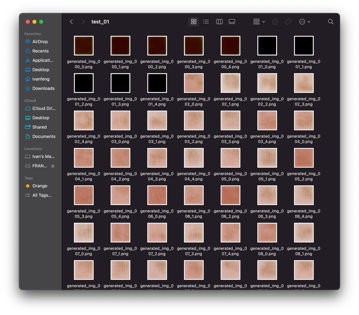 test_01
Favorites
AirDrop
Recents
Applicati...
Desktop
ivanfeng
Downloads
iCloud
iCloud Dri...
Desktop
Shared
Documents
Locations
Ivan's Ma...
FRAN...
Tags
Orange
All Tags...
generated_img_0 generated_img_0 generated_img_0 generated_img_0 generated_img_0 generated_img_0 generated_img_0
00_0.png 00_1.png 00_2.png 00_3.png 00_4.png 01_0.png 01_1.png
generated_img_0 generated_img_0 generated_img_0 generated_img_0 generated_img_0 generated_img_0 generated_img_0
01_2.png 01_3.png 01_4.png 02_0.png 02_1.png 02_2.png 02_3.png
generated_img_0 generated_img_0 generated_img_0 generated_img_0 generated_img_0 generated_img_0 generated_img_0
02_4.png 03_0.png 03_1.png 03_2.png 03_3.png 03_4.png 04_0.png
generated_img_0 generated_img_0 generated_img_0 generated_img_0 generated_img_0 generated_img_0 generated_img_0
04_1.png 04_2.png 04_3.png 04_4.png 05_0.png 05_1.png 05_2.png
generated_img_0 generated_img_0 generated_img_0 generated_img_0 generated_img_0 generated_img_0 generated_img_0
05_3.png 05_4.png 06_0.png 06_1.png 06_2.png 06_3.png 06_4.png
generated_img_0 generated_img_0 generated_img_0 generated_img_0 generated_img_0 generated_img_0 generated_img_0
07_0.png 07_1.png 07_2.png 07_3.png 07_4.png 08_0.png 08_1.png
generated_img_0 generated_img_0 generated_img_0 generated_img_0 generated_img_0 generated_img_0 generated_img_0